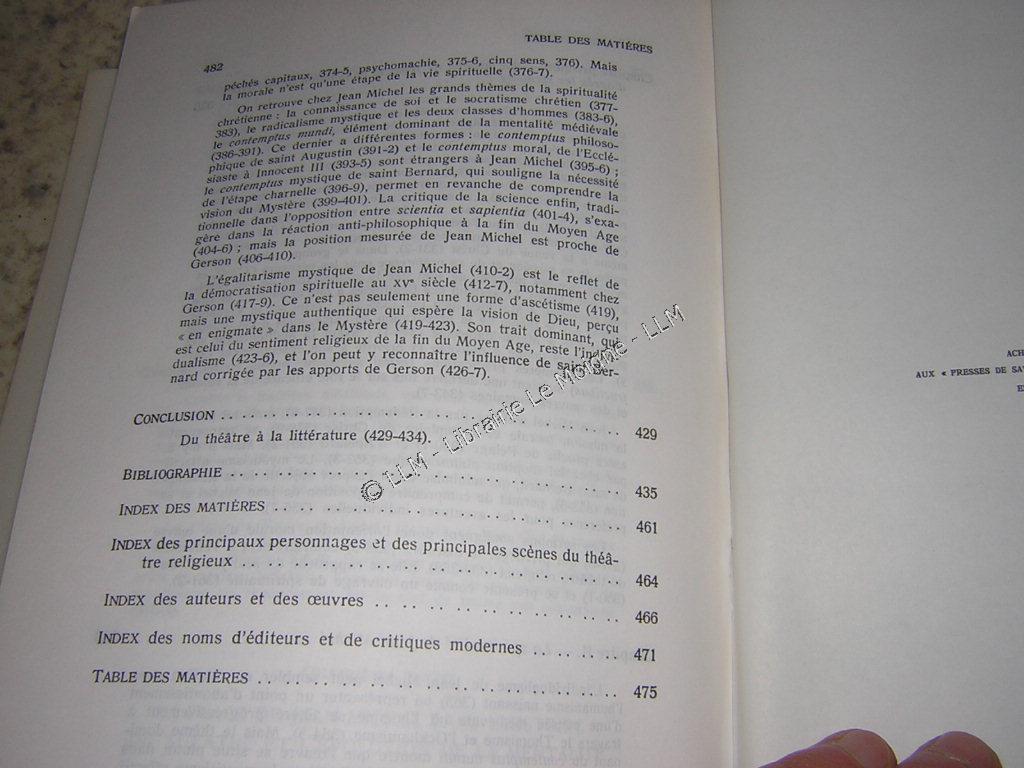 482
TABLE DES MATIÈRES
péchés capitaux, 374-5, psychomachie, 375-6, cinq sens, 376). Mais
la morale n'est qu'une étape de la vie spirituelle (376-7).
On retrouve chez Jean Michel les grands thèmes de la spiritualité
chrétienne : la connaissance de soi et le socratisme chrétien (377-
383), le radicalisme mystique et les deux classes d'hommes (383-6),
le contemptus mundi, élément dominant de la mentalité médiévale
(386-391). Ce dernier a différentes formes : le contemptus philoso-
phique de saint Augustin (391-2) et le contemptus moral, de l'Ecclé-
siaste à Innocent III (393-5) sont étrangers à Jean Michel (395-6) ;
le contemptus mystique de saint Bernard, qui souligne la nécessité
de l'étape charnelle (396-9), permet en revanche de comprendre la
vision du Mystère (399-401). La critique de la science enfin, tradi-
tionnelle dans l'opposition entre scientia et sapientia (401-4), s'exa-
gère dans la réaction anti-philosophique à la fin du Moyen Age
(404-6) ; mais la position mesurée de Jean Michel est proche de
Gerson (406-410).
L'égalitarisme mystique de Jean Michel (410-2) est le reflet de
la démocratisation spirituelle au XVe siècle (412-7), notamment chez
Gerson (417-9). Ce n'est pas seulement une forme d'ascétisme (419),
mais une mystique authentique qui espère la vision de Dieu, perçu
« en enigmate » dans le Mystère (419-423). Son trait dominant, qui
est celui du sentiment religieux de la fin du Moyen Age, reste l'indivi-
dualisme (423-6), et l'on peut y reconnaître l'influence de saint Ber-
nard corrigée par les apports de Gerson (426-7).
CONCLUSION . . . . . . . . . . . . . . . . . . . . 429
Du théâtre à la littérature (429-434).
BIBLIOGRAPHIE . . . . . . . . . . . . . . . . . . . . 435
INDEX DES MATIÈRES . . . . . . . . . . . . . . . . . . . . 461
INDEX des principaux personnages et des principales scènes du théâ-
tre religieux . . . . . . . . . . . . . . . . . . . . 464
INDEX des auteurs et des œuvres . . . . . . . . . . . . . . 466
INDEX des noms d'éditeurs et de critiques modernes . . . . . . . 471
TABLE DES MATIÈRES . . . . . . . . . . . . . . . . . . . . 475
ACH
AUX « PRESSES DE SA
© LLM - Librairie Le Moigne - LLM